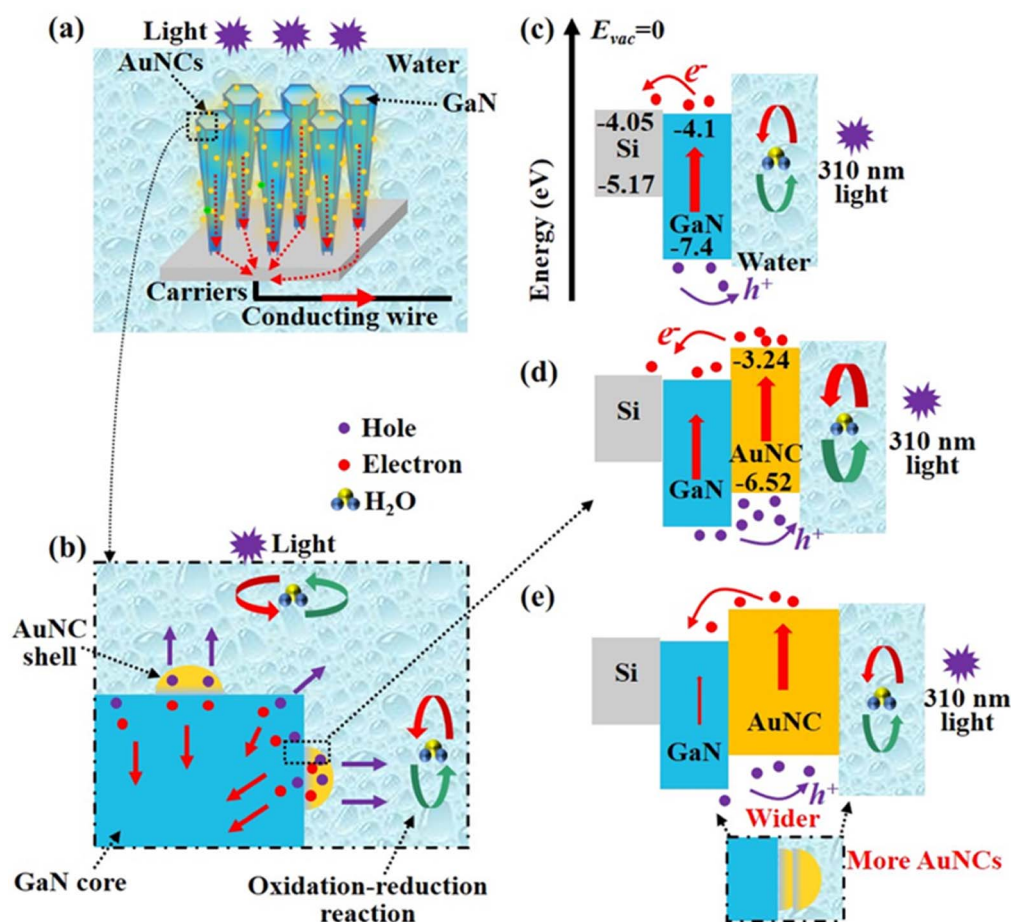 (a)
Light
AuNCs
Water
GaN
Carriers
Conducting wire
Hole
Electron
H₂O
(b)
Light
AuNC
shell
GaN core
Oxidation-reduction
reaction
(c)
Eᵥₐ꜀=0
Energy (eV)
e⁻
-4.05
Si
-5.17
-4.1
GaN
-7.4
h⁺
Water
310 nm
light
(d)
e⁻
Si
GaN
-3.24
AuNC
-6.52
h⁺
310 nm
light
(e)
Si
GaN
AuNC
h⁺
310 nm
light
Wider
More AuNCs